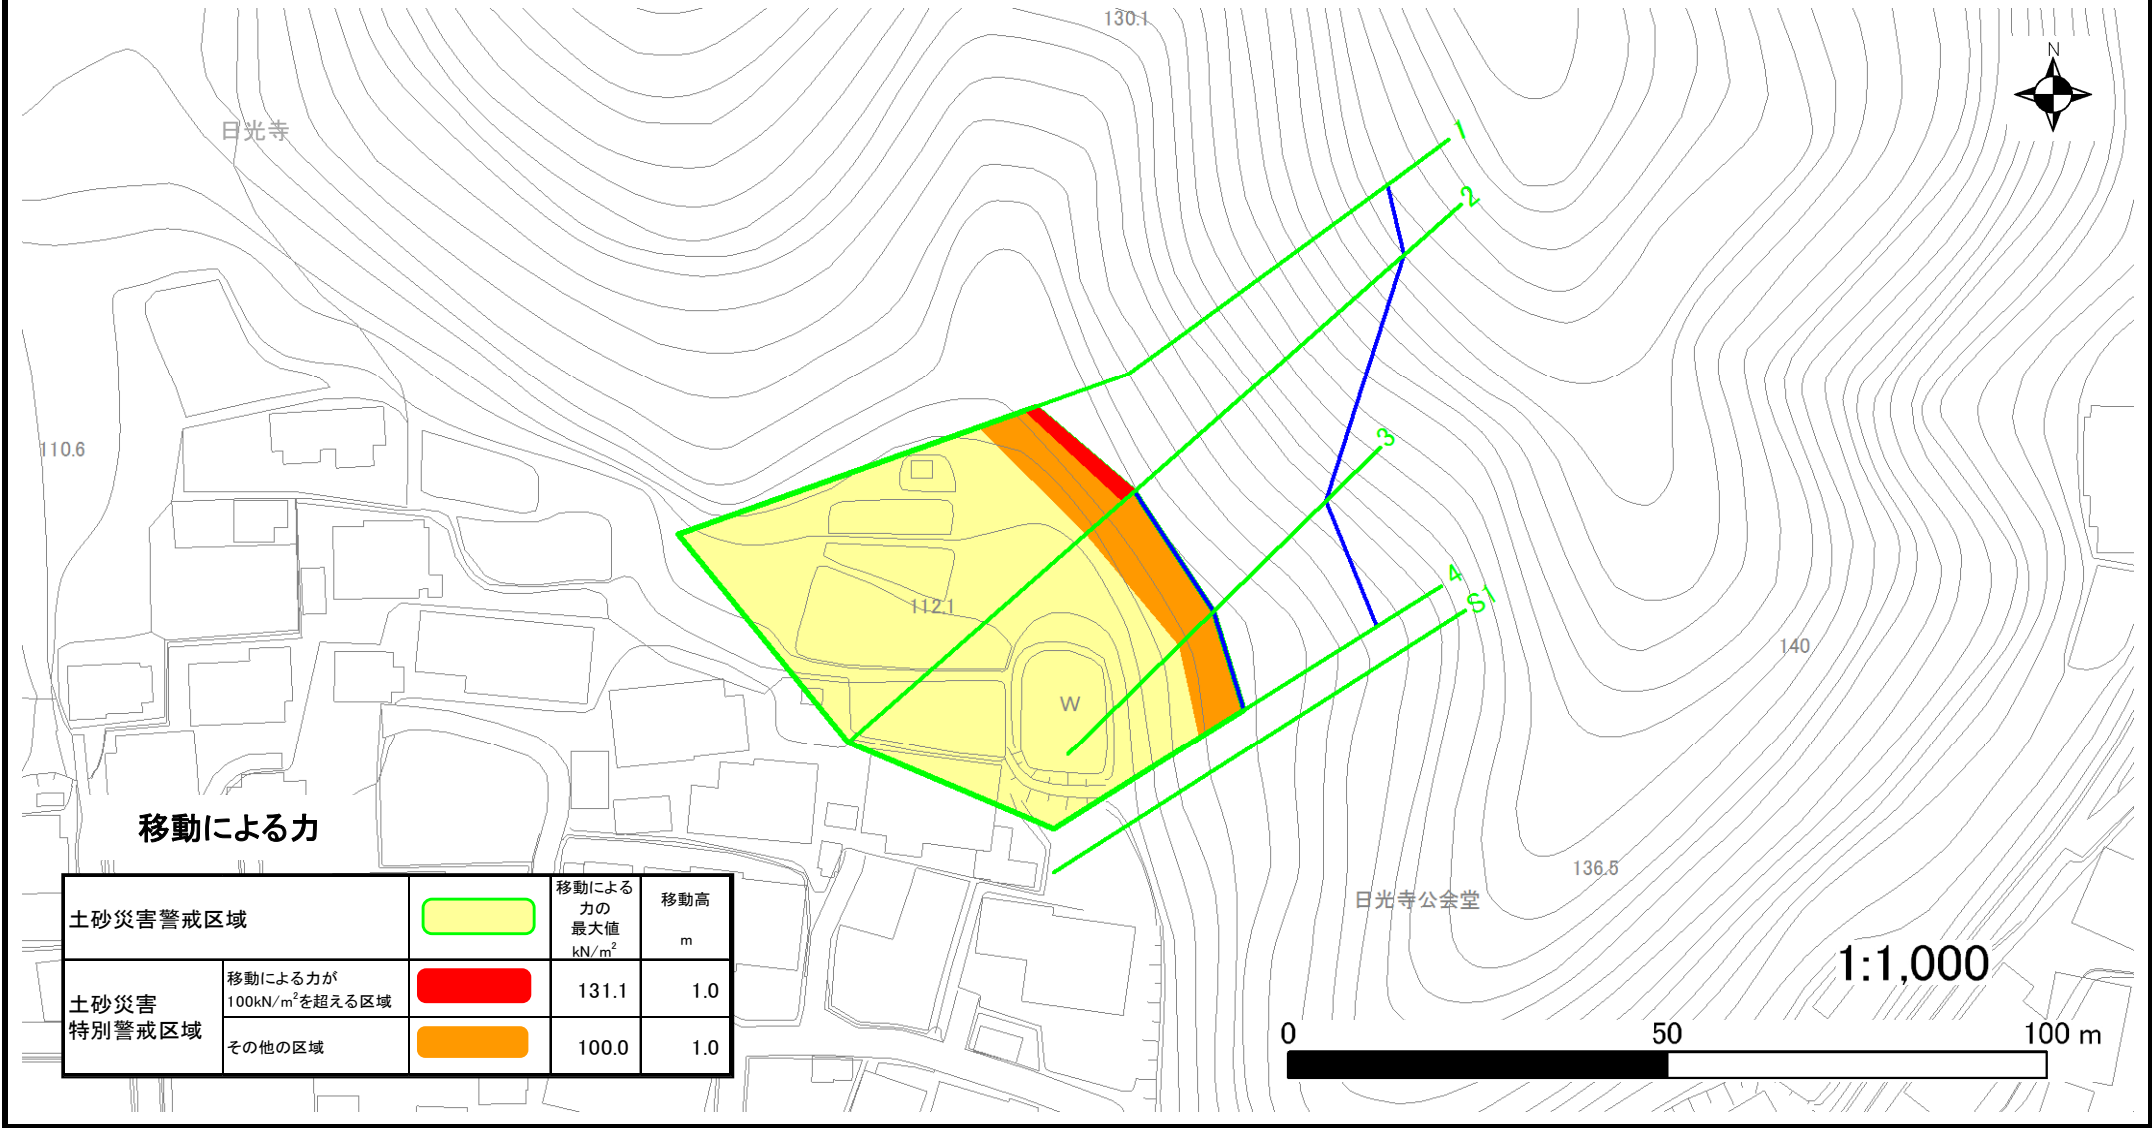 130.1
N
日光寺
1
2
110.6
3
4
S1
112.1
140
W
移動による力
136.5
日光寺公会堂
土砂災害警戒区域
移動による
力の
最大値
kN/m²
移動高
m
土砂災害
特別警戒区域
移動による力が
100kN/m²を超える区域
131.1
1.0
その他の区域
100.0
1.0
1:1,000
0
50
100 m